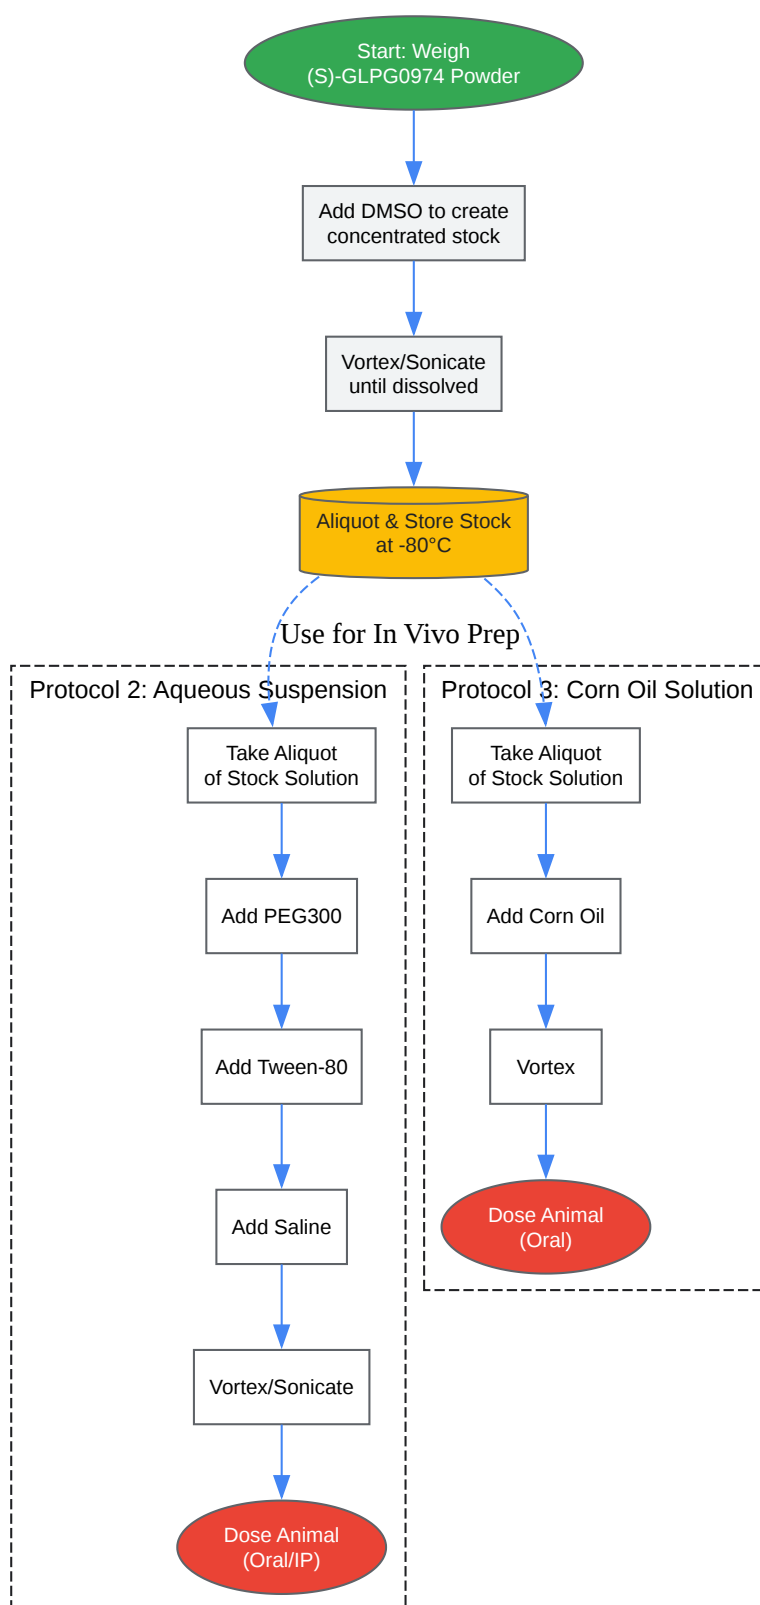 Start: Weigh
(S)-GLPG0974 Powder
Add DMSO to create
concentrated stock
Vortex/Sonicate
until dissolved
Aliquot & Store Stock
at -80°C
Use for In Vivo Prep
Protocol 2: Aqueous Suspension
Take Aliquot
of Stock Solution
Add PEG300
Add Tween-80
Add Saline
Vortex/Sonicate
Dose Animal
(Oral/IP)
Protocol 3: Corn Oil Solution
Take Aliquot
of Stock Solution
Add Corn Oil
Vortex
Dose Animal
(Oral)